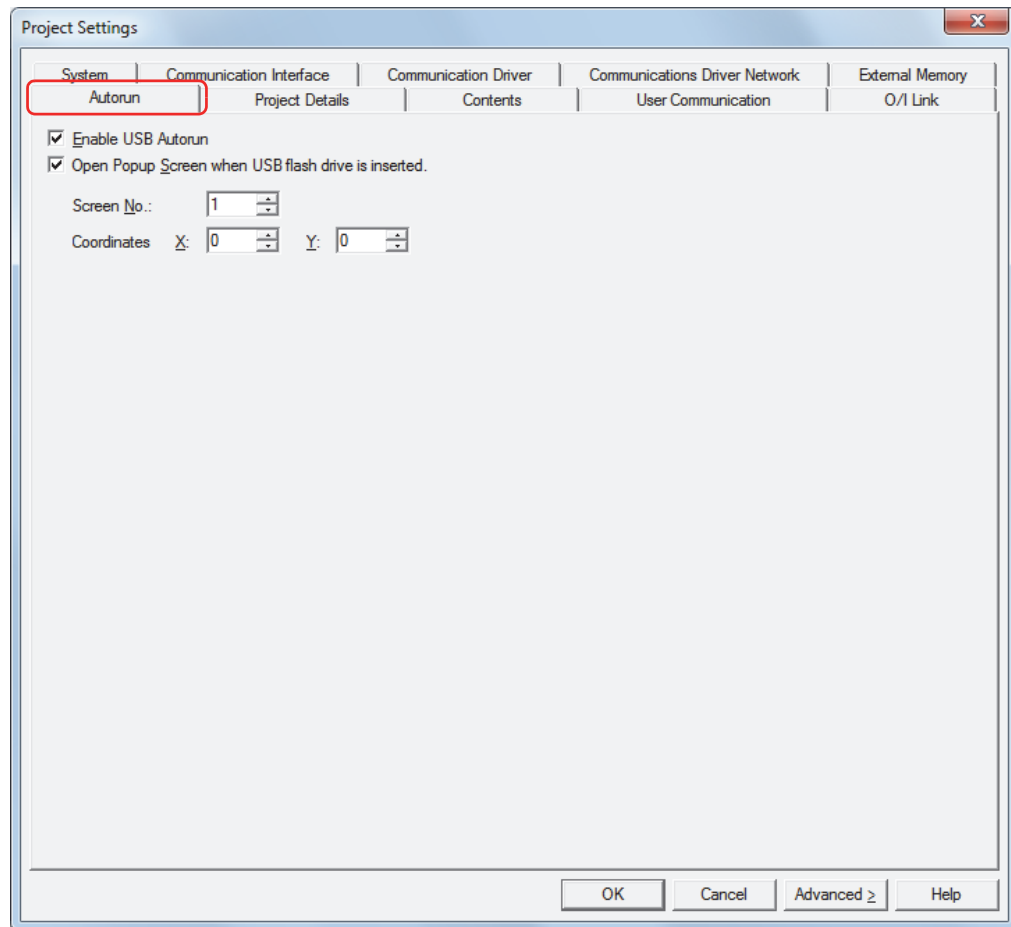 Project Settings
System Communication Interface Communication Driver Communications Driver Network External Memory
Autorun Project Details Contents User Communication O/I Link
Enable USB Autorun
Open Popup Screen when USB flash drive is inserted.
Screen No.: 1
Coordinates X: 0 Y: 0
OK Cancel Advanced > Help